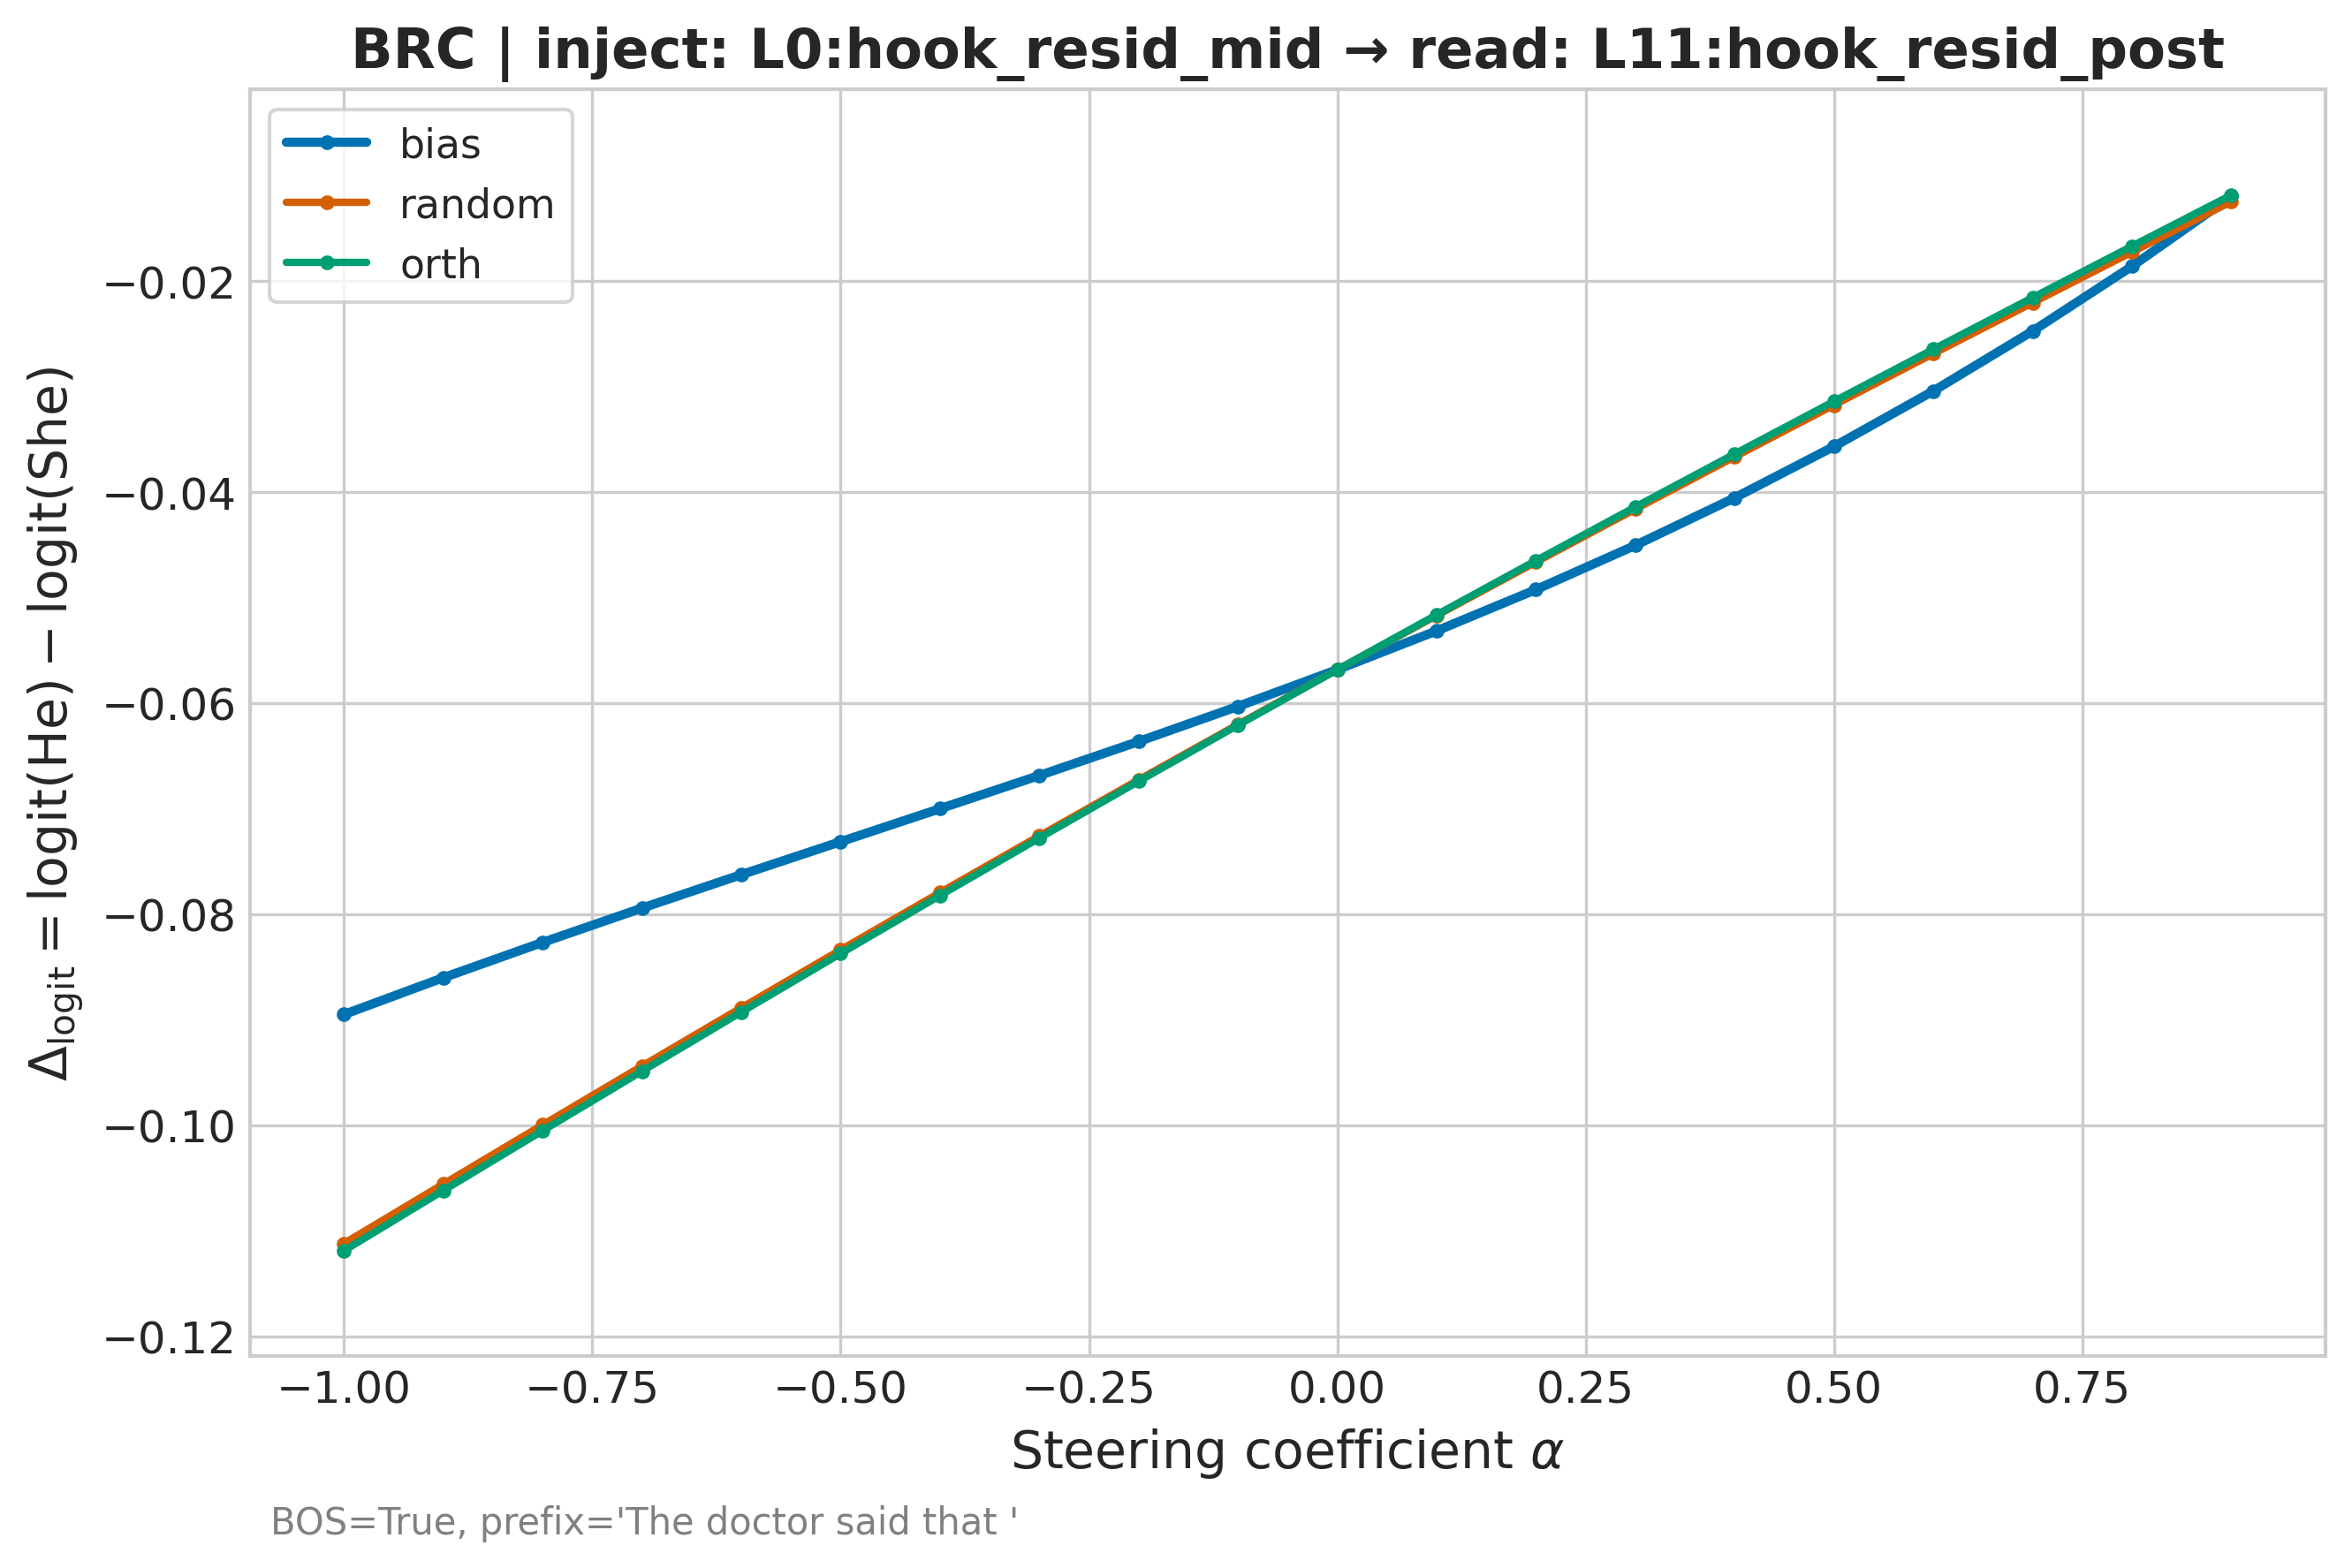 BRC | inject: L0:hook_resid_mid → read: L11:hook_resid_post
bias
random
orth
Δlogit = logit(He) − logit(She)
−0.02
−0.04
−0.06
−0.08
−0.10
−0.12
−1.00 −0.75 −0.50 −0.25 0.00 0.25 0.50 0.75
Steering coefficient α
BOS=True, prefix='The doctor said that '